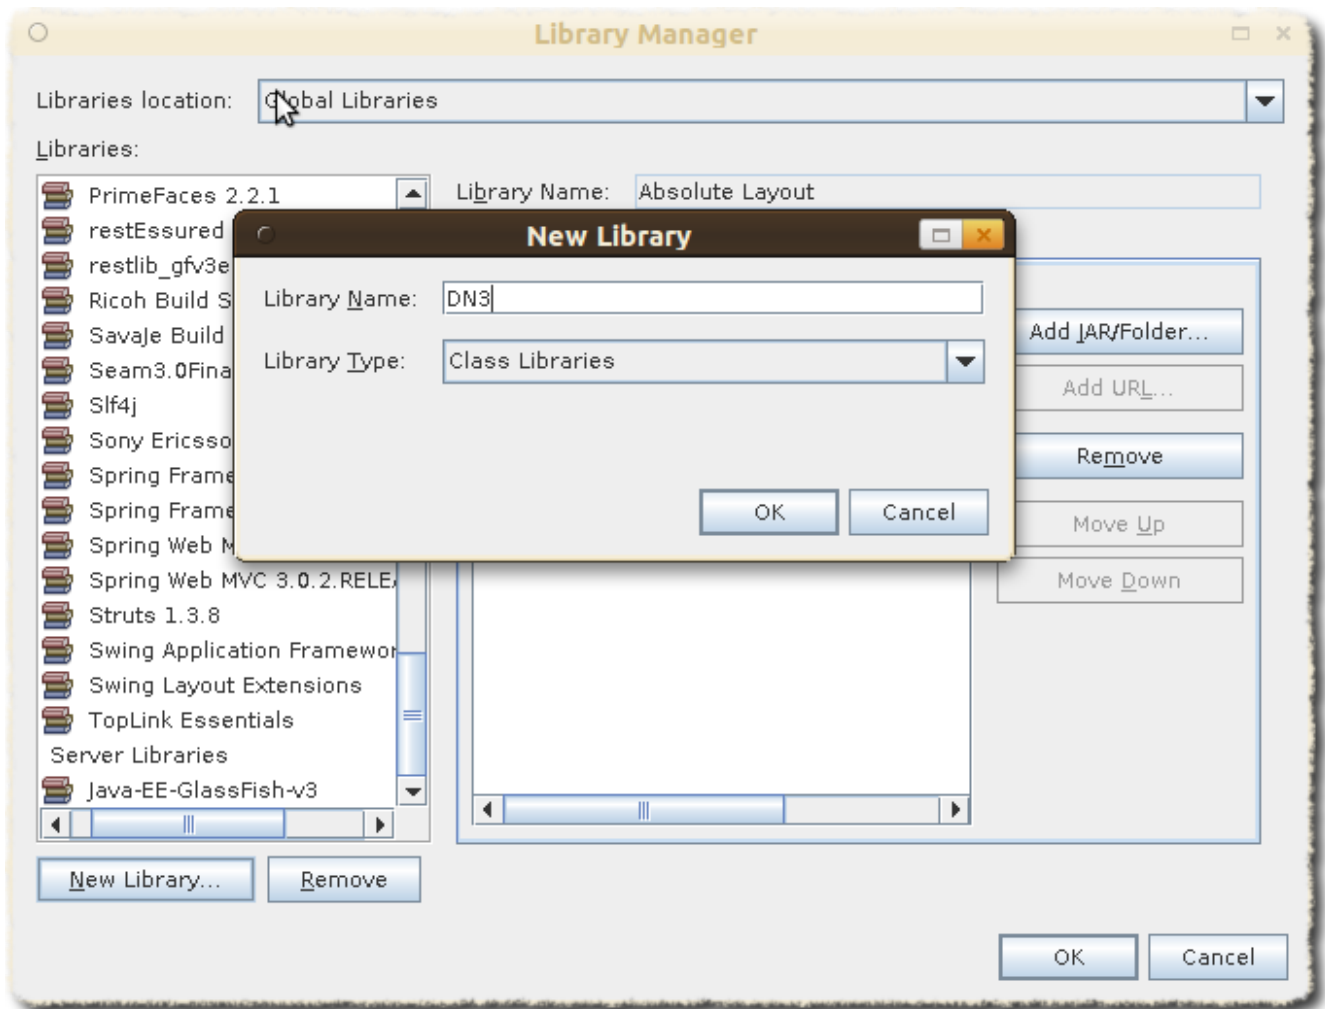 Library Manager
Libraries location: Global Libraries
Libraries:
PrimeFaces 2.2.1
restEssured
restlib_gfv3e
Ricoh Build S
SavaJe Build
Seam3.0Fina
Slf4j
Sony Ericsso
Spring Frame
Spring Frame
Spring Web M
Spring Web MVC 3.0.2.RELEA
Struts 1.3.8
Swing Application Framewor
Swing Layout Extensions
TopLink Essentials
Server Libraries
Java-EE-GlassFish-v3
New Library... Remove
Library Name: Absolute Layout
New Library
Library Name: DN3
Library Type: Class Libraries
OK Cancel
Add JAR/Folder...
Add URL...
Remove
Move Up
Move Down
OK Cancel